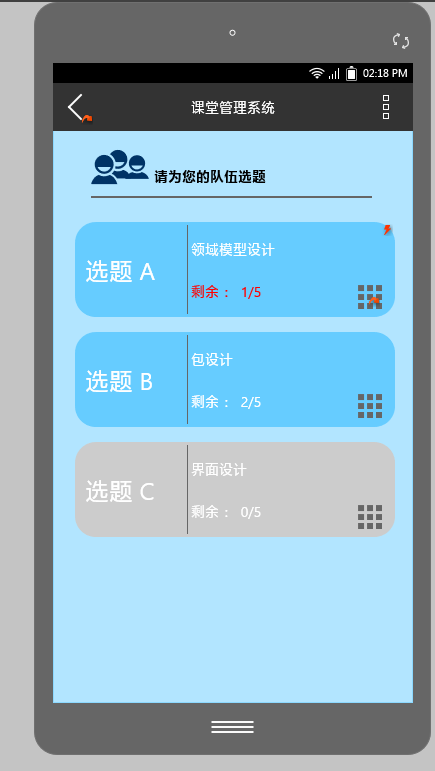 02:18 PM
课堂管理系统
请为您的队伍选题
选题 A
领域模型设计
剩余 : 1/5
选题 B
包设计
剩余 : 2/5
选题 C
界面设计
剩余 : 0/5